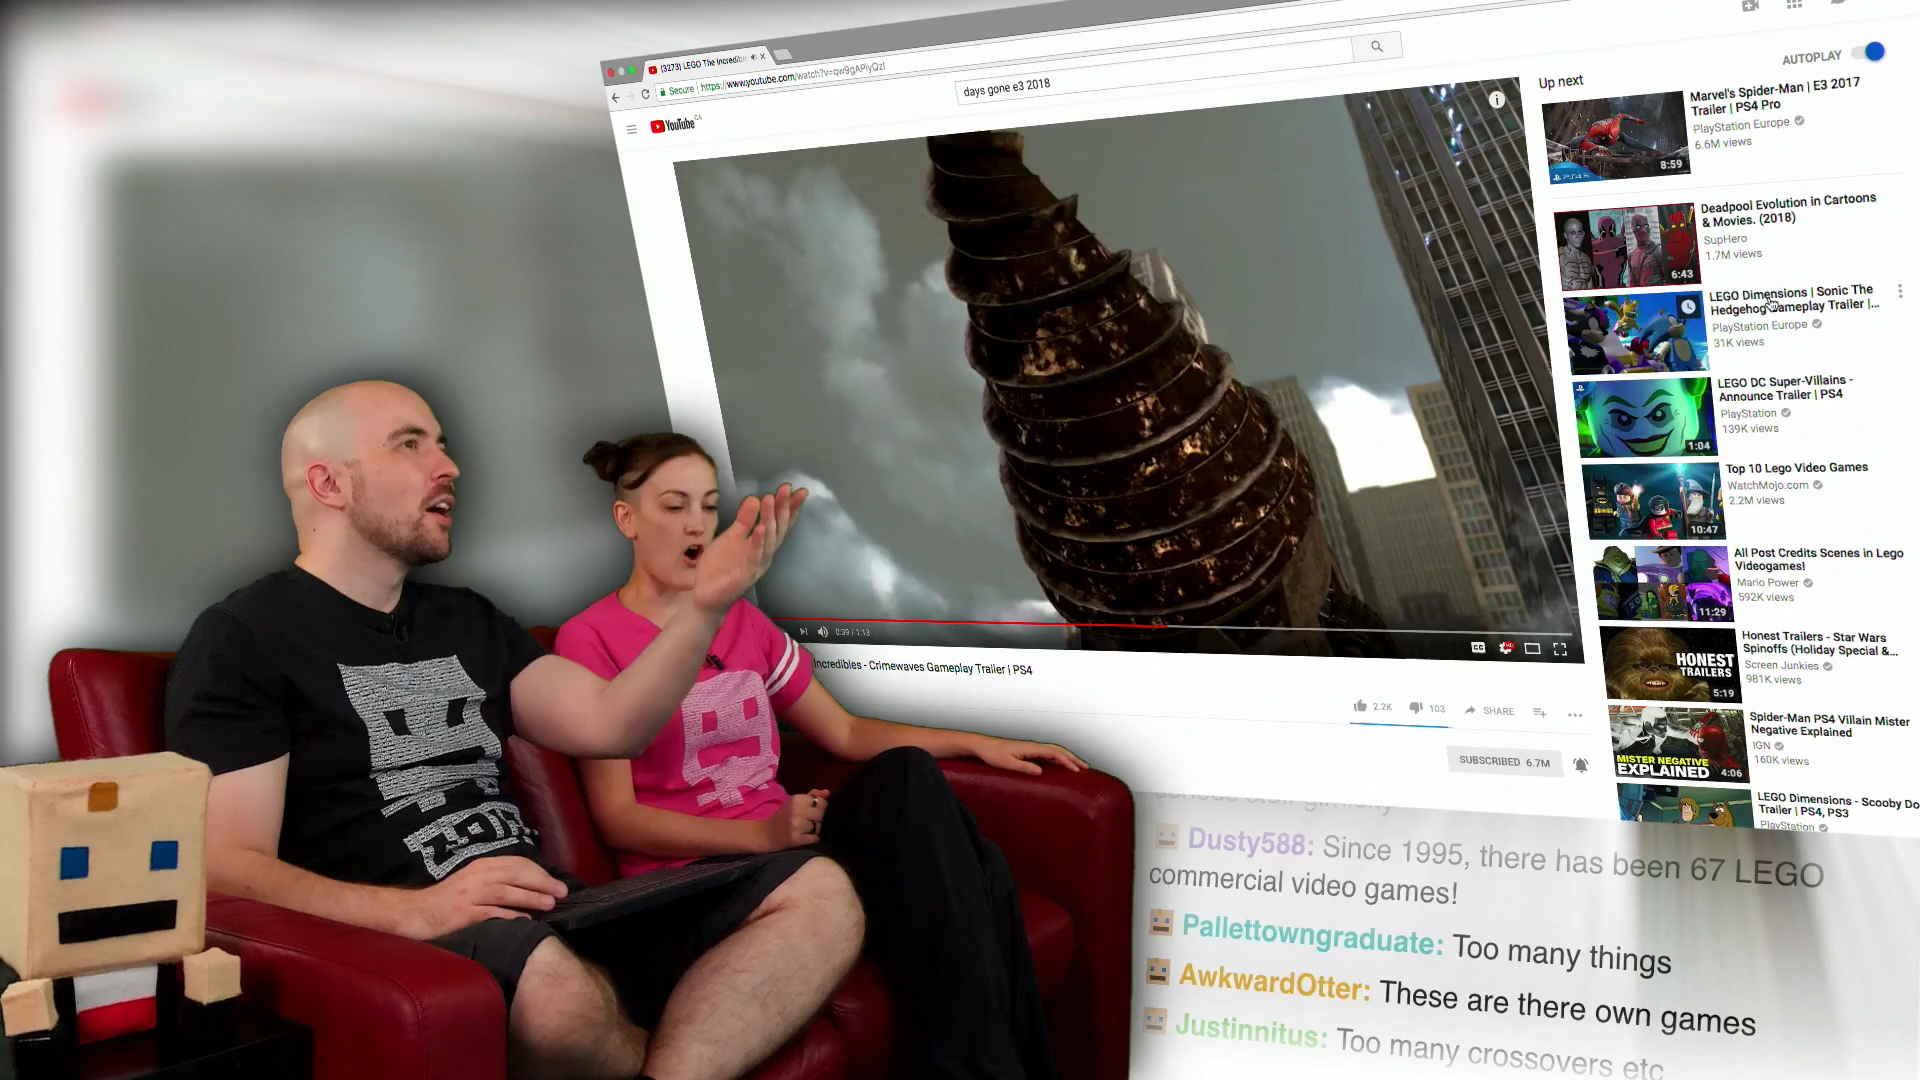 (3273) LEGO The Incredib
Secure | https://www.youtube.com/watch?v=qw9gAPlyQzI
YouTube CA
days gone e3 2018
0:39 / 1:13
CC
HD
Incredibles - Crimewaves Gameplay Trailer | PS4
2.2K
103
SHARE
SUBSCRIBED 6.7M
AUTOPLAY
Up next
Marvel's Spider-Man | E3 2017
Trailer | PS4 Pro
PlayStation Europe
6.6M views
8:59
Deadpool Evolution in Cartoons
& Movies. (2018)
SupHero
1.7M views
6:43
LEGO Dimensions | Sonic The
Hedgehog Gameplay Trailer |...
PlayStation Europe
31K views
LEGO DC Super-Villains -
Announce Trailer | PS4
PlayStation
139K views
1:04
Top 10 Lego Video Games
WatchMojo.com
2.2M views
10:47
All Post Credits Scenes in Lego
Videogames!
Mario Power
592K views
11:29
Honest Trailers - Star Wars
Spinoffs (Holiday Special &...
Screen Junkies
981K views
HONEST
TRAILERS
5:19
Spider-Man PS4 Villain Mister
Negative Explained
IGN
160K views
MISTER NEGATIVE
EXPLAINED
4:06
LEGO Dimensions - Scooby Do
Trailer | PS4, PS3
PlayStation
Dusty588: Since 1995, there has been 67 LEGO
commercial video games!
Pallettowngraduate: Too many things
AwkwardOtter: These are there own games
Justinnitus: Too many crossovers etc